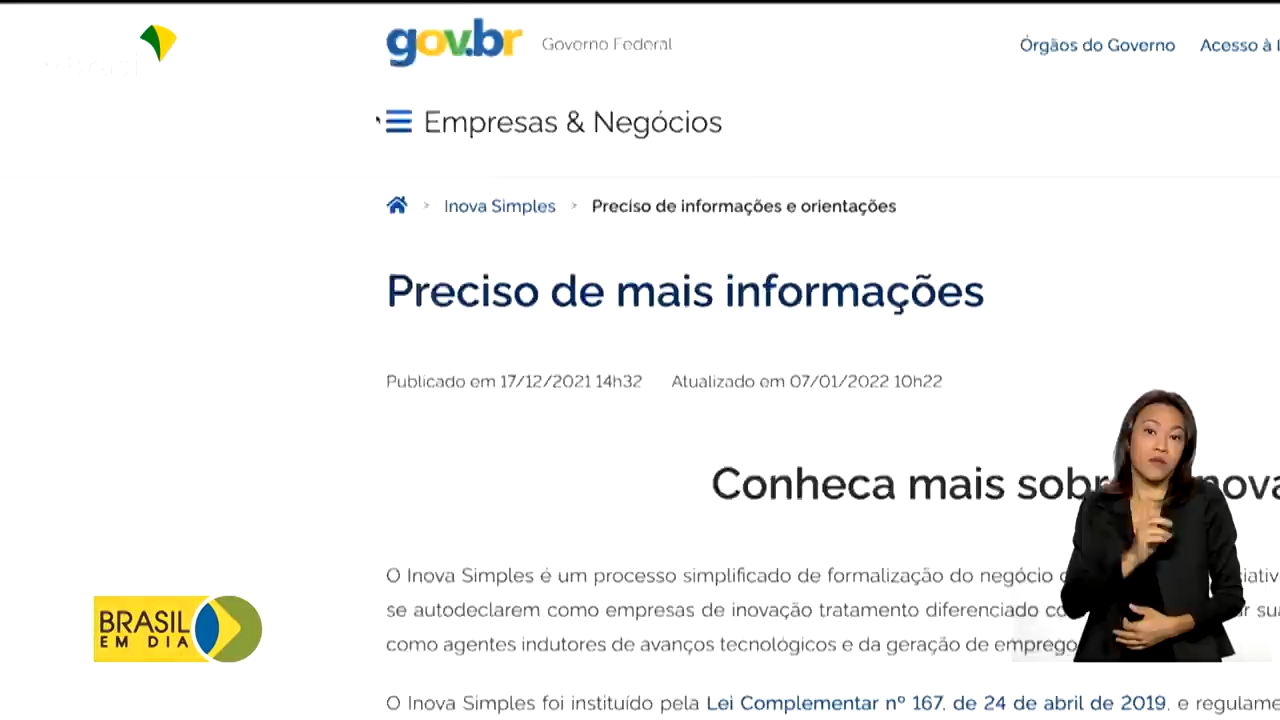 gov.br Governo Federal Órgãos do Governo Acesso à
Empresas & Negócios
Inova Simples > Preciso de informações e orientações
Preciso de mais informações
Publicado em 17/12/2021 14h32 Atualizado em 07/01/2022 10h22
Conheca mais
O Inova Simples é um processo simplificado de formalização do negócio
se autodeclarem como empresas de inovação tratamento diferenciado
como agentes indutores de avanços tecnológicos e da geração de emprego
O Inova Simples foi instituído pela Lei Complementar nº 167, de 24 de abril de 2019, e
BRASIL
EM DIA